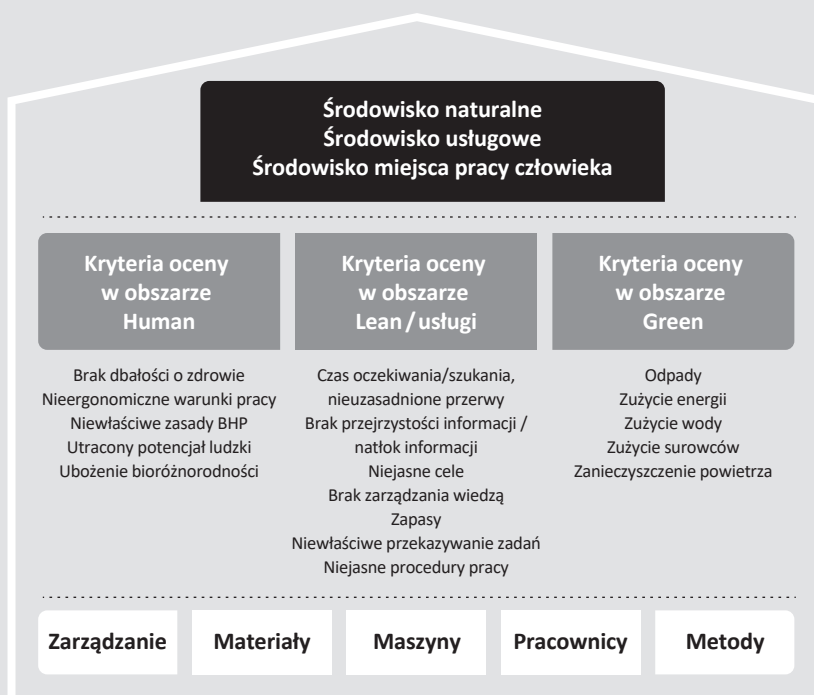 Środowisko naturalne
Środowisko usługowe
Środowisko miejsca pracy człowieka
Kryteria oceny
w obszarze
Human
Brak dbałości o zdrowie
Nieergonomiczne warunki pracy
Niewłaściwe zasady BHP
Utracony potencjał ludzki
Ubożenie bioróżnorodności
Kryteria oceny
w obszarze
Lean / usługi
Czas oczekiwania/szukania,
nieuzasadnione przerwy
Brak przejrzystości informacji /
natłok informacji
Niejasne cele
Brak zarządzania wiedzą
Zapasy
Niewłaściwe przekazywanie zadań
Niejasne procedury pracy
Kryteria oceny
w obszarze
Green
Odpady
Zużycie energii
Zużycie wody
Zużycie surowców
Zanieczyszczenie powietrza
Zarządzanie
Materiały
Maszyny
Pracownicy
Metody